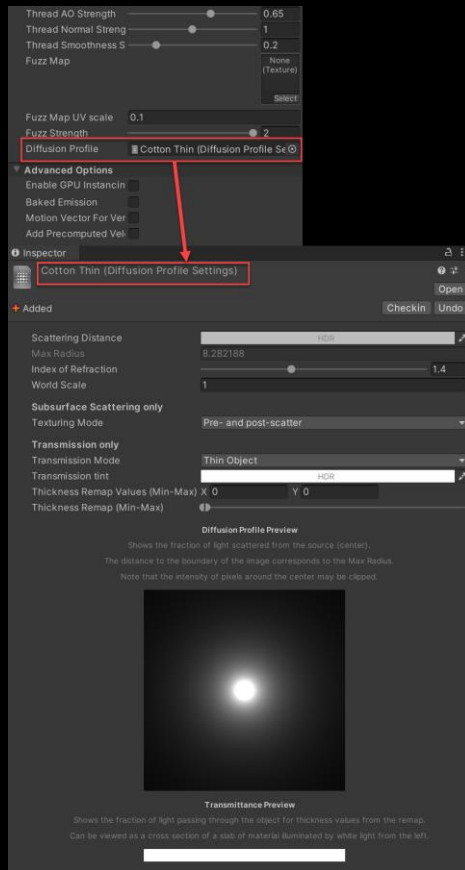 Thread AO Strength 0.65
Thread Normal Streng 1
Thread Smoothness S 0.2
Fuzz Map None
(Texture)
Select
Fuzz Map UV scale 0.1
Fuzz Strength 2
Diffusion Profile Cotton Thin (Diffusion Profile Se
Advanced Options
Enable GPU Instancin
Baked Emission
Motion Vector For Ver
Add Precomputed Vel
Inspector
Cotton Thin (Diffusion Profile Settings)
Open
+ Added Checkin Undo
Scattering Distance HDR
Max Radius 8.282188
Index of Refraction 1.4
World Scale 1
Subsurface Scattering only
Texturing Mode Pre- and post-scatter
Transmission only
Transmission Mode Thin Object
Transmission tint HDR
Thickness Remap Values (Min-Max) X 0 Y 0
Thickness Remap (Min-Max)
Diffusion Profile Preview
Shows the fraction of light scattered from the source (center).
The distance to the boundary of the image corresponds to the Max Radius.
Note that the intensity of pixels around the center may be clipped.
Transmittance Preview
Shows the fraction of light passing through the object for thickness values from the remap.
Can be viewed as a cross section of a slab of material illuminated by white light from the left.